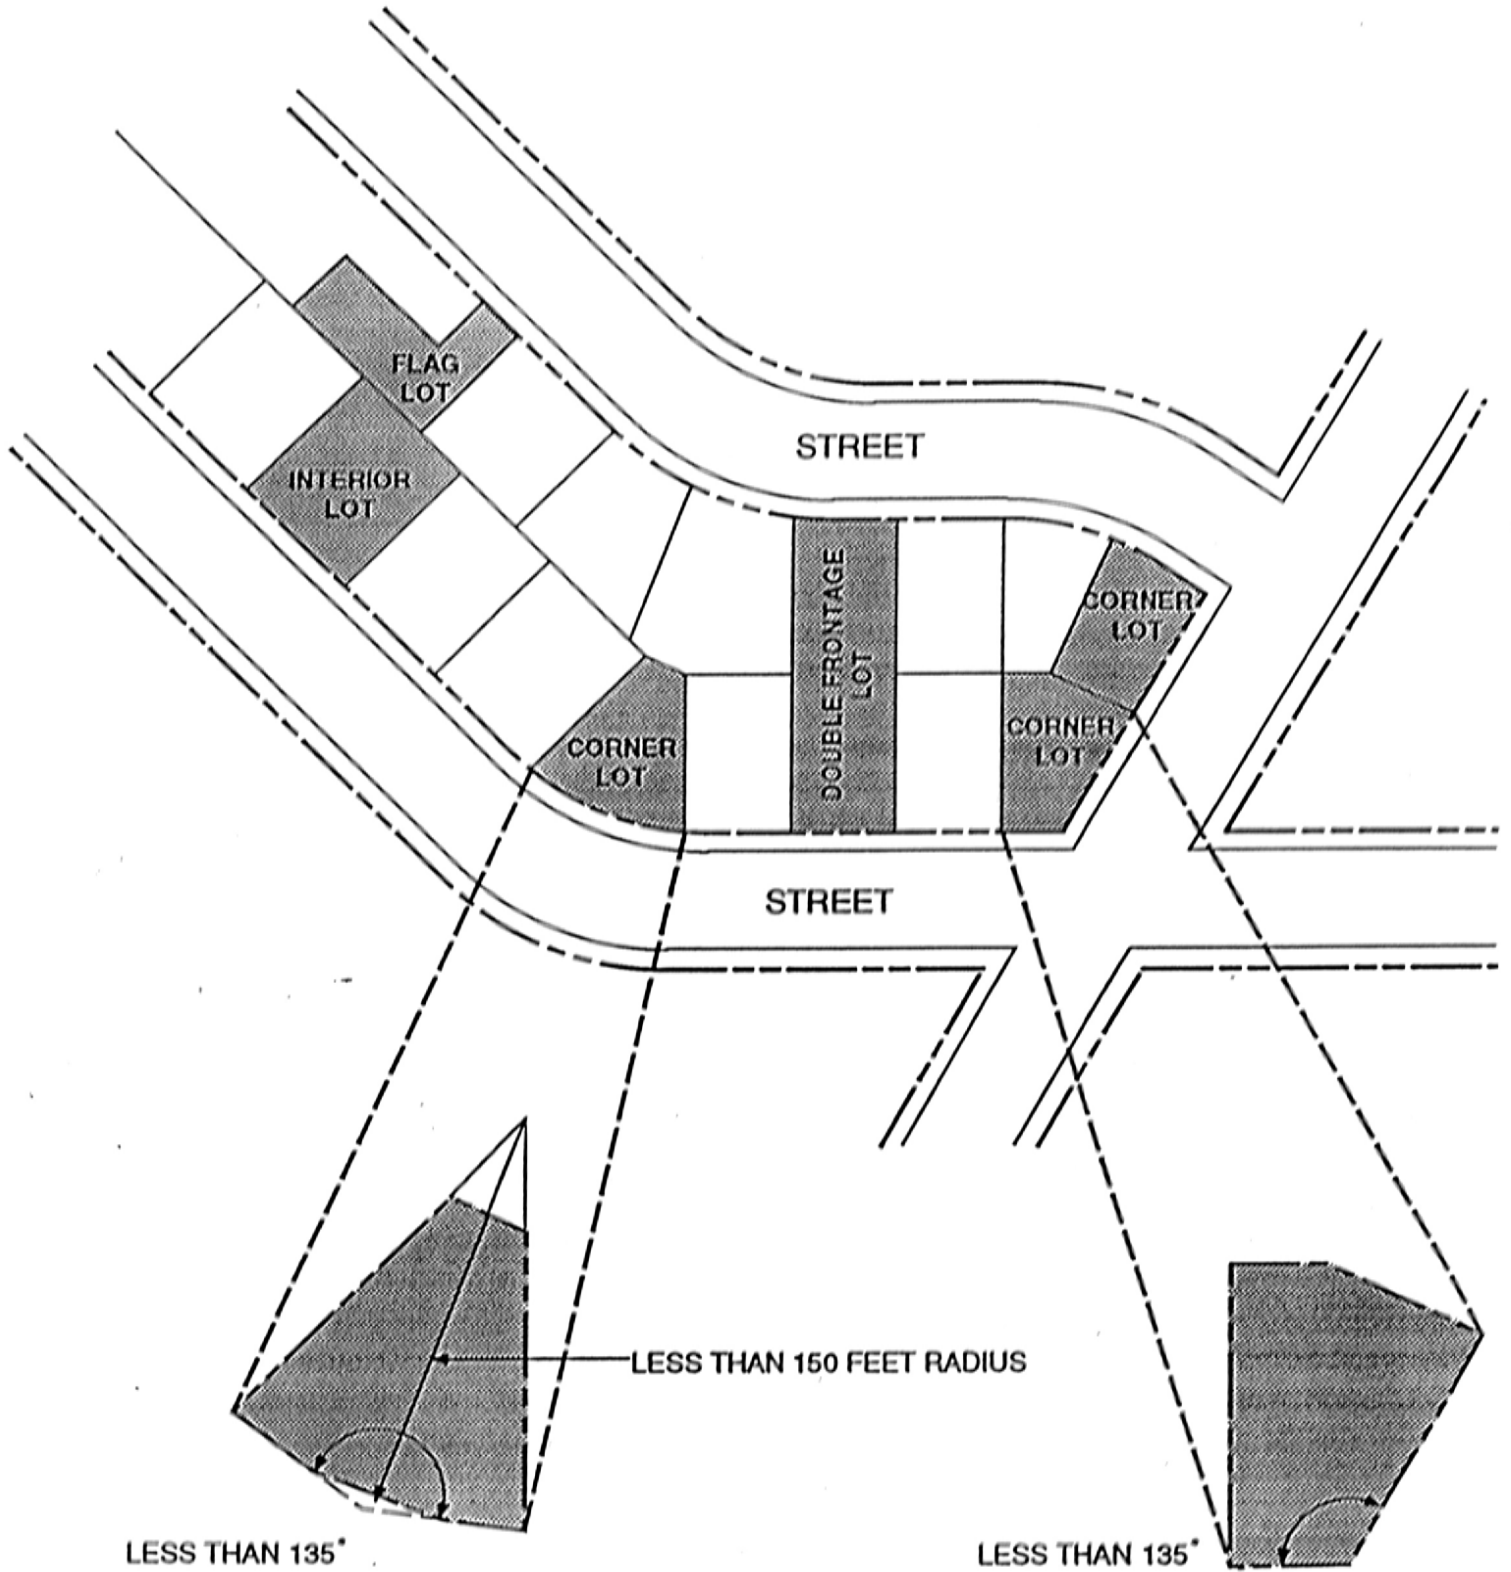 FLAG
LOT
INTERIOR
LOT
STREET
DOUBLE FRONTAGE
LOT
CORNER
LOT
CORNER
LOT
CORNER
LOT
STREET
LESS THAN 150 FEET RADIUS
LESS THAN 135°
LESS THAN 135°